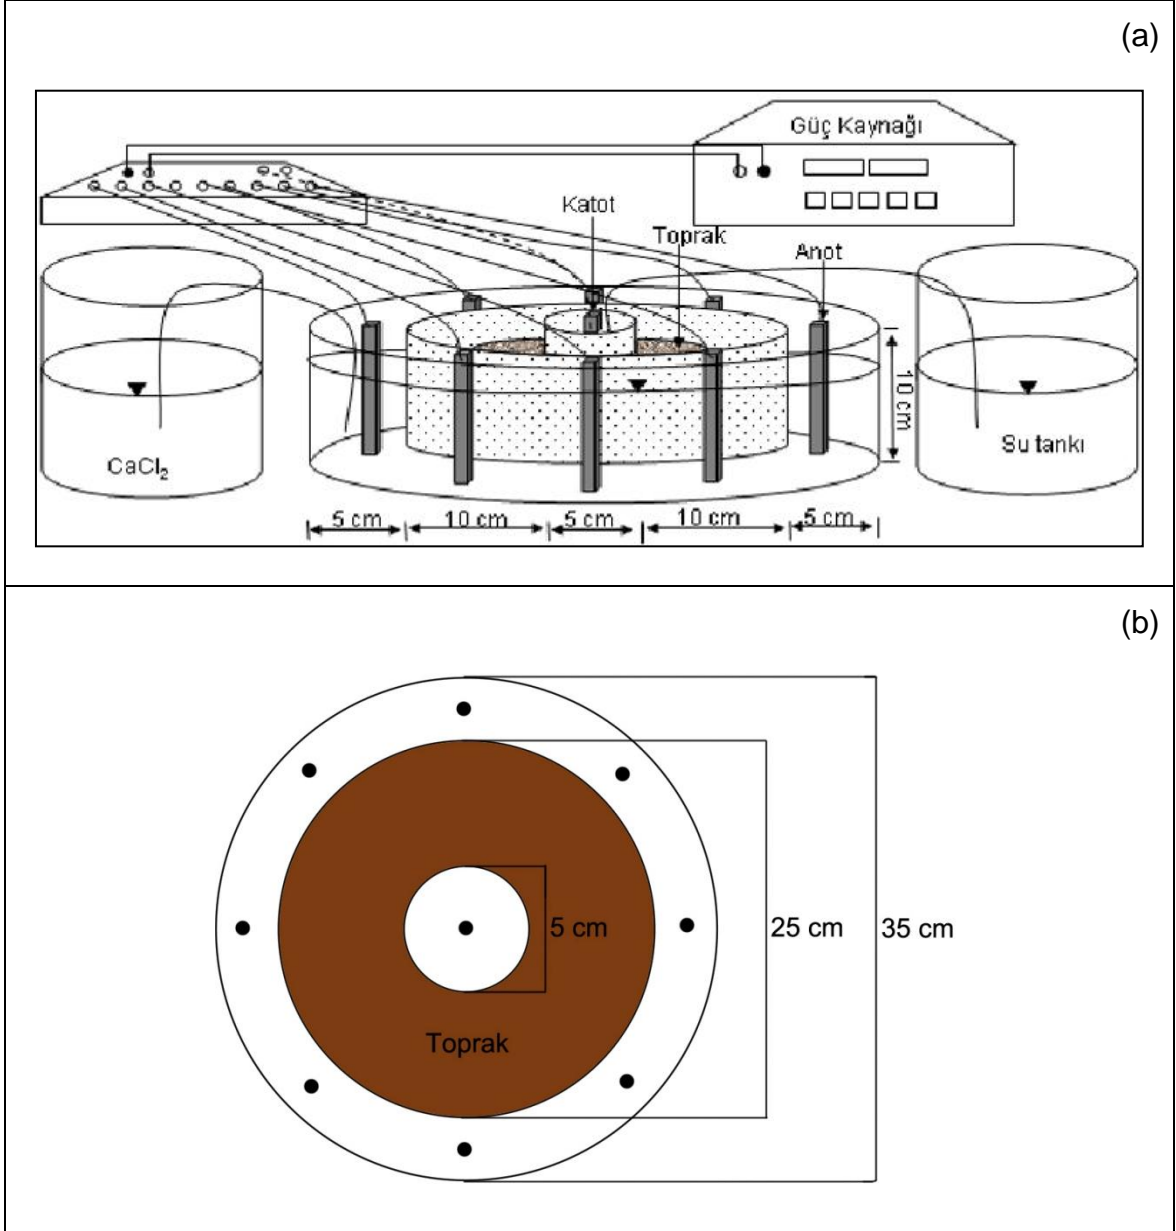 (a)
Güç Kaynağı
Katot
Toprak
Anot
10 cm
CaCl₂
Su tankı
5 cm 10 cm 5 cm 10 cm 5 cm
(b)
5 cm 25 cm 35 cm
Toprak